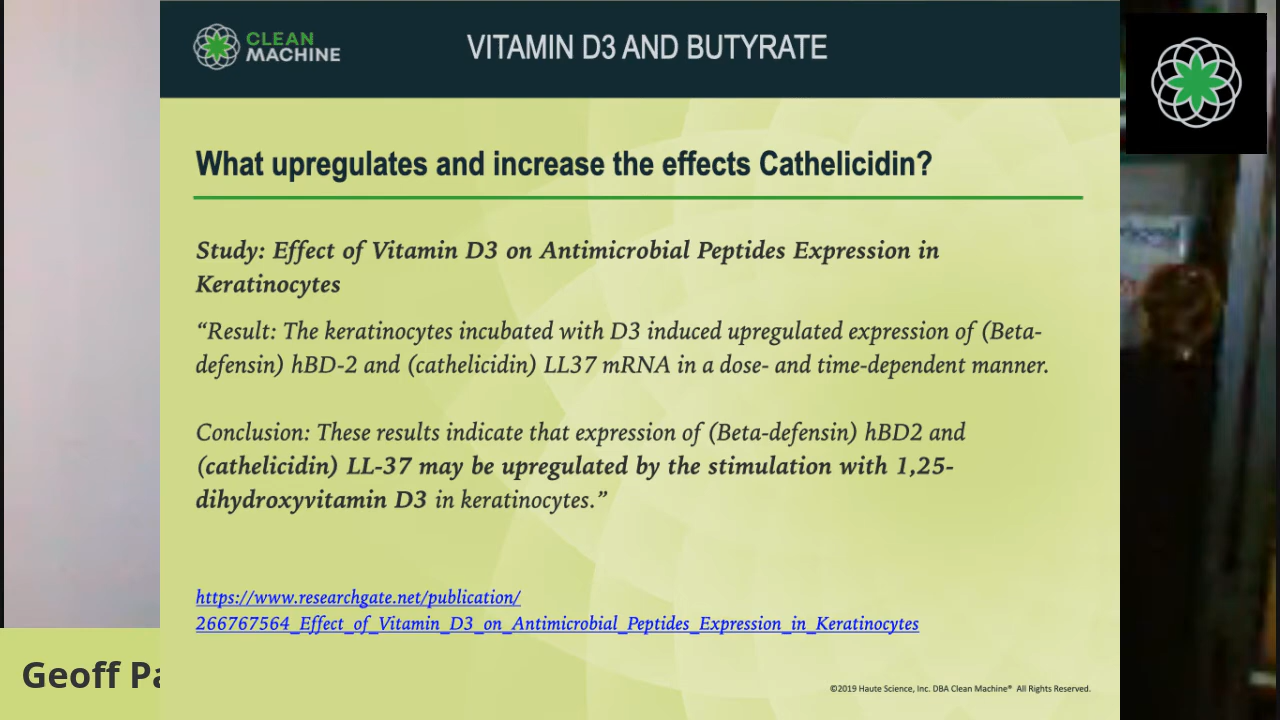 CLEAN
MACHINE
VITAMIN D3 AND BUTYRATE
What upregulates and increase the effects Cathelicidin?
Study: Effect of Vitamin D3 on Antimicrobial Peptides Expression in
Keratinocytes
“Result: The keratinocytes incubated with D3 induced upregulated expression of (Beta-
defensin) hBD-2 and (cathelicidin) LL37 mRNA in a dose- and time-dependent manner.
Conclusion: These results indicate that expression of (Beta-defensin) hBD2 and
(cathelicidin) LL-37 may be upregulated by the stimulation with 1,25-
dihydroxyvitamin D3 in keratinocytes.”
https://www.researchgate.net/publication/
266767564_Effect_of_Vitamin_D3_on_Antimicrobial_Peptides_Expression_in_Keratinocytes
©2019 Haute Science, Inc. DBA Clean Machine® All Rights Reserved.
Geoff